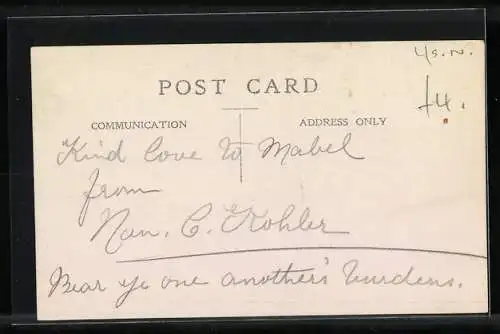 4s. n.
POST CARD
f4.
COMMUNICATION
ADDRESS ONLY
Kind love to Mabel
from
Nan. C. Kohler
Bear ye one another's burdens.